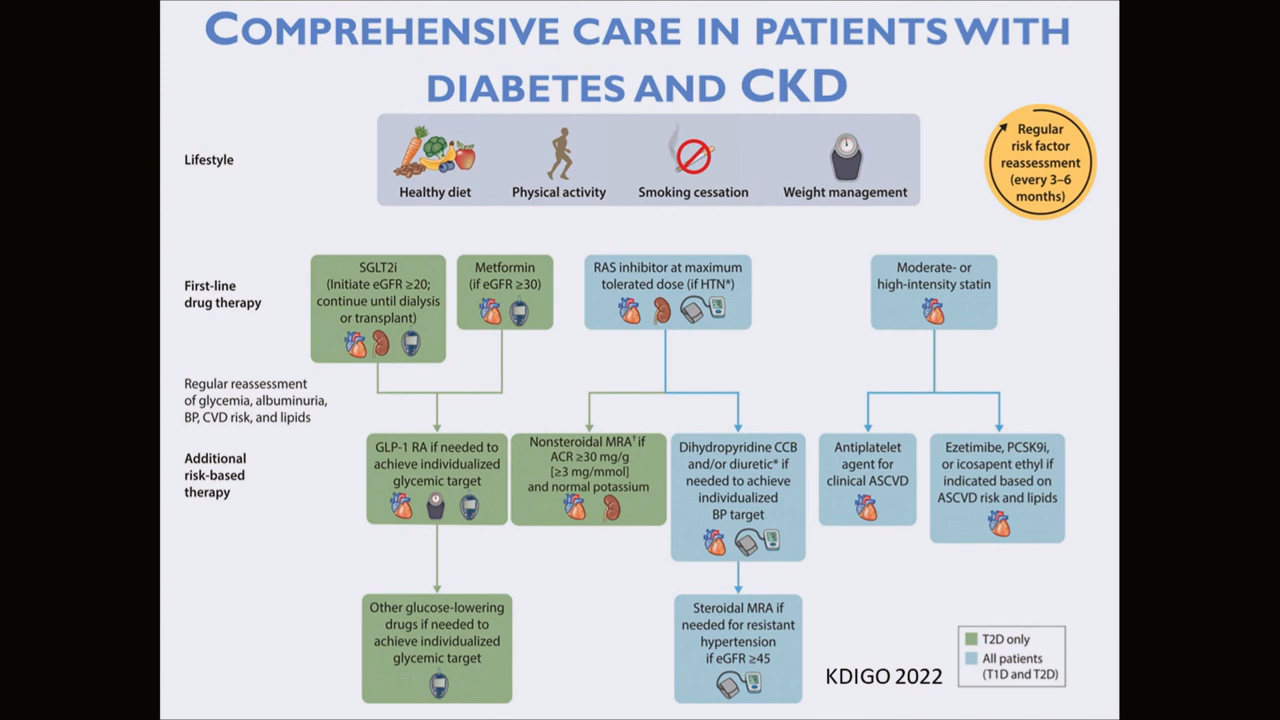 COMPREHENSIVE CARE IN PATIENTS WITH
DIABETES AND CKD
Lifestyle
Healthy diet
Physical activity
Smoking cessation
Weight management
Regular
risk factor
reassessment
(every 3–6
months)
First-line
drug therapy
SGLT2i
(Initiate eGFR ≥20;
continue until dialysis
or transplant)
Metformin
(if eGFR ≥30)
RAS inhibitor at maximum
tolerated dose (if HTN*)
Moderate- or
high-intensity statin
Regular reassessment
of glycemia, albuminuria,
BP, CVD risk, and lipids
Additional
risk-based
therapy
GLP-1 RA if needed to
achieve individualized
glycemic target
Nonsteroidal MRA† if
ACR ≥30 mg/g
[≥3 mg/mmol]
and normal potassium
Dihydropyridine CCB
and/or diuretic* if
needed to achieve
individualized
BP target
Antiplatelet
agent for
clinical ASCVD
Ezetimibe, PCSK9i,
or icosapent ethyl if
indicated based on
ASCVD risk and lipids
Other glucose-lowering
drugs if needed to
achieve individualized
glycemic target
Steroidal MRA if
needed for resistant
hypertension
if eGFR ≥45
KDIGO 2022
T2D only
All patients
(T1D and T2D)